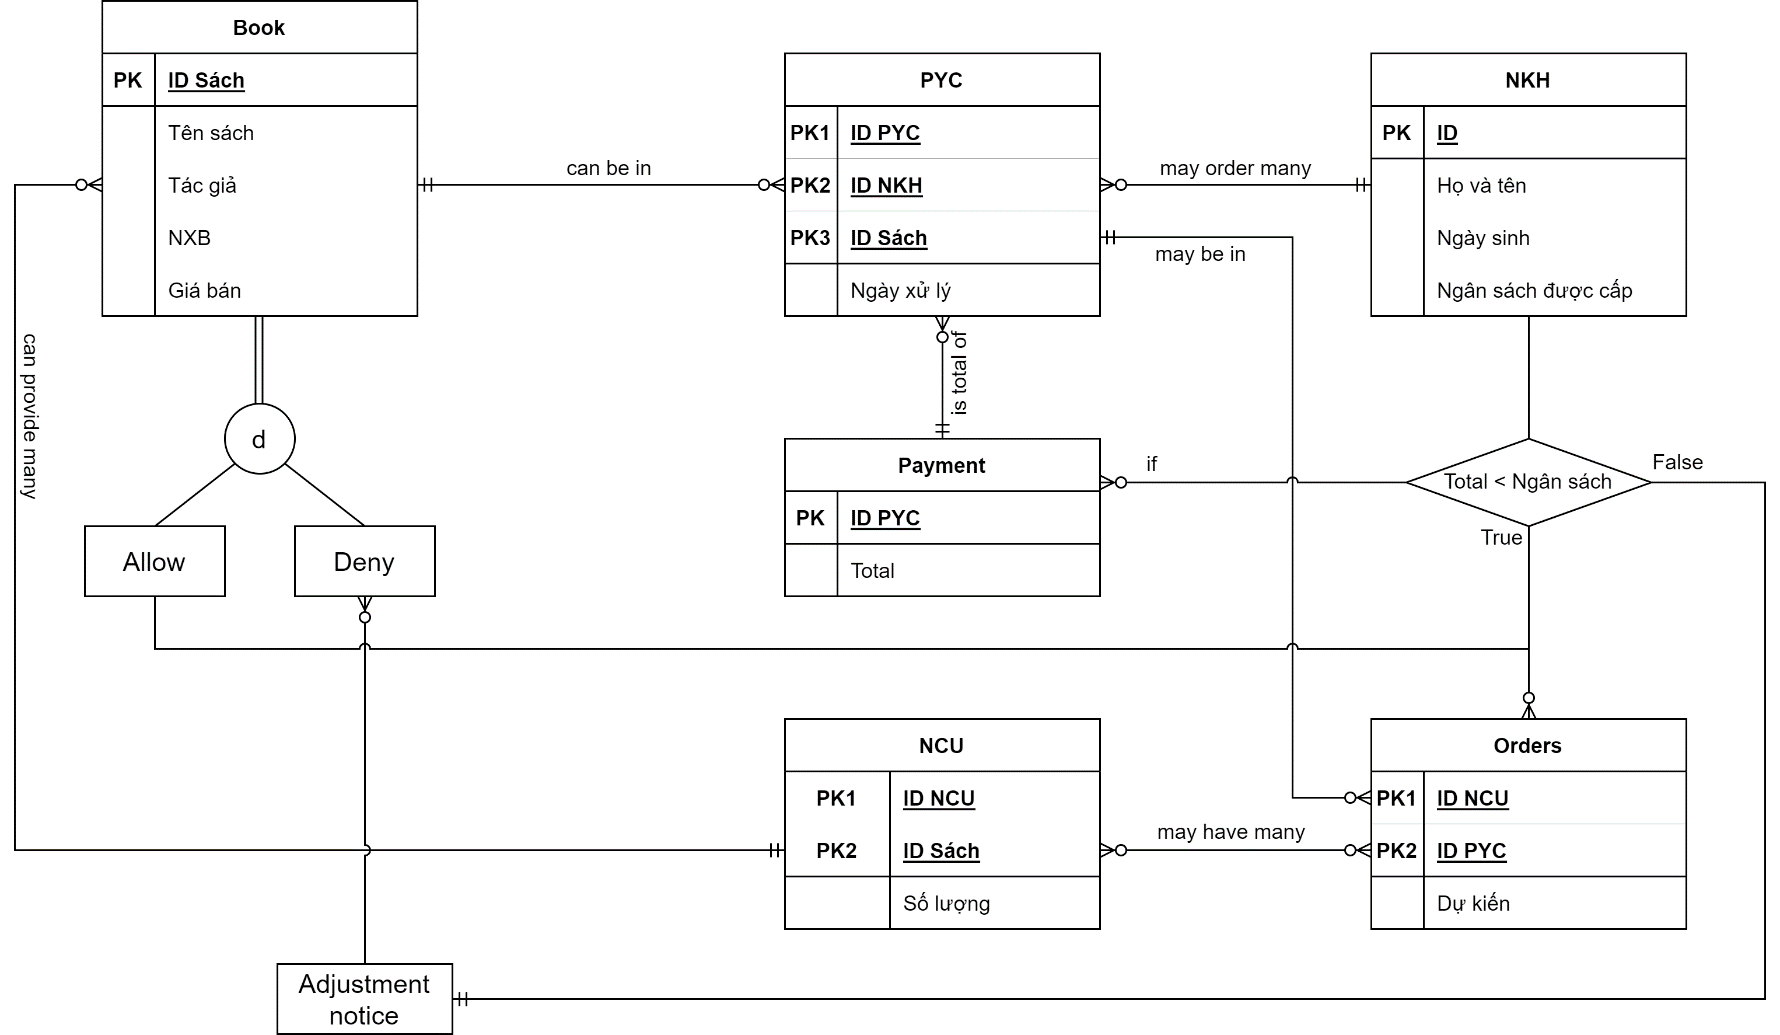 Book
PK ID Sách
Tên sách
Tác giả
NXB
Giá bán
can be in
PYC
PK1 ID PYC
PK2 ID NKH
PK3 ID Sách
Ngày xử lý
may order many
may be in
NKH
PK ID
Họ và tên
Ngày sinh
Ngân sách được cấp
can provide many
d
Allow
Deny
is total of
Payment
PK ID PYC
Total
if
Total < Ngân sách
False
True
NCU
PK1 ID NCU
PK2 ID Sách
Số lượng
may have many
Orders
PK1 ID NCU
PK2 ID PYC
Dự kiến
Adjustment
notice